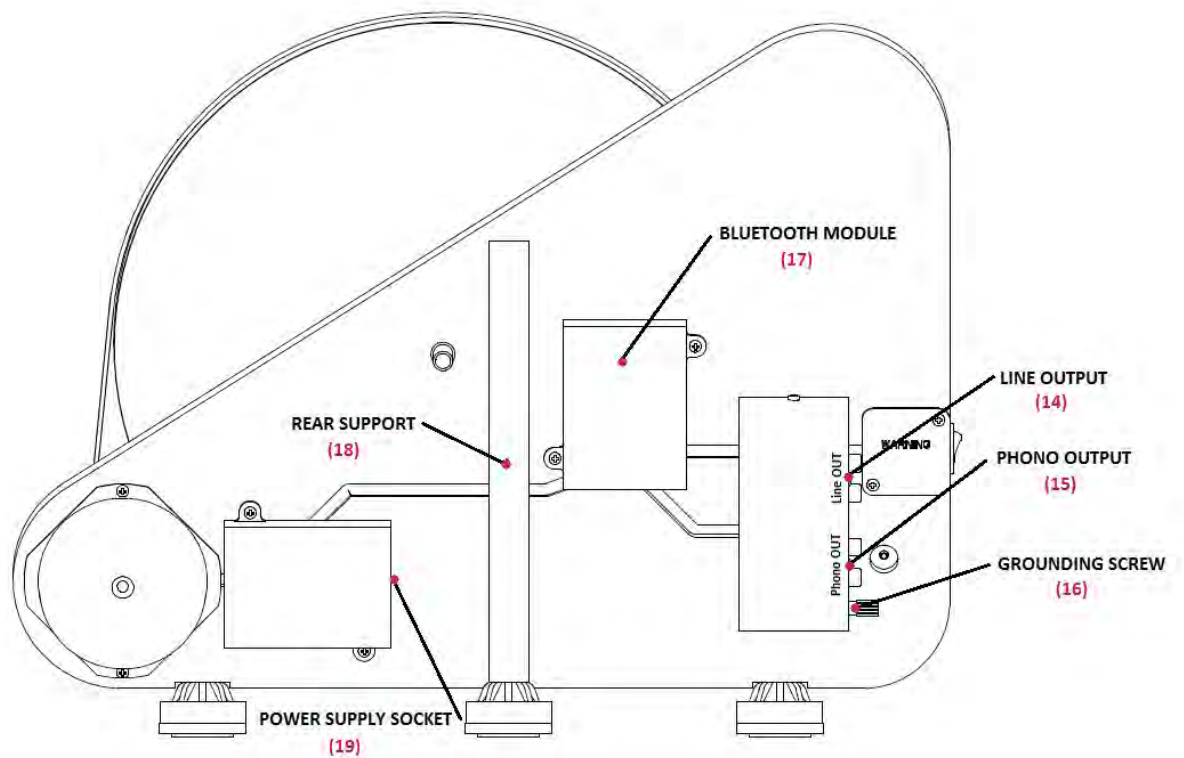 BLUETOOTH MODULE
(17)
LINE OUTPUT
(14)
REAR SUPPORT
(18)
WARNING
PHONO OUTPUT
(15)
Line OUT
Phono OUT
GROUNDING SCREW
(16)
POWER SUPPLY SOCKET
(19)